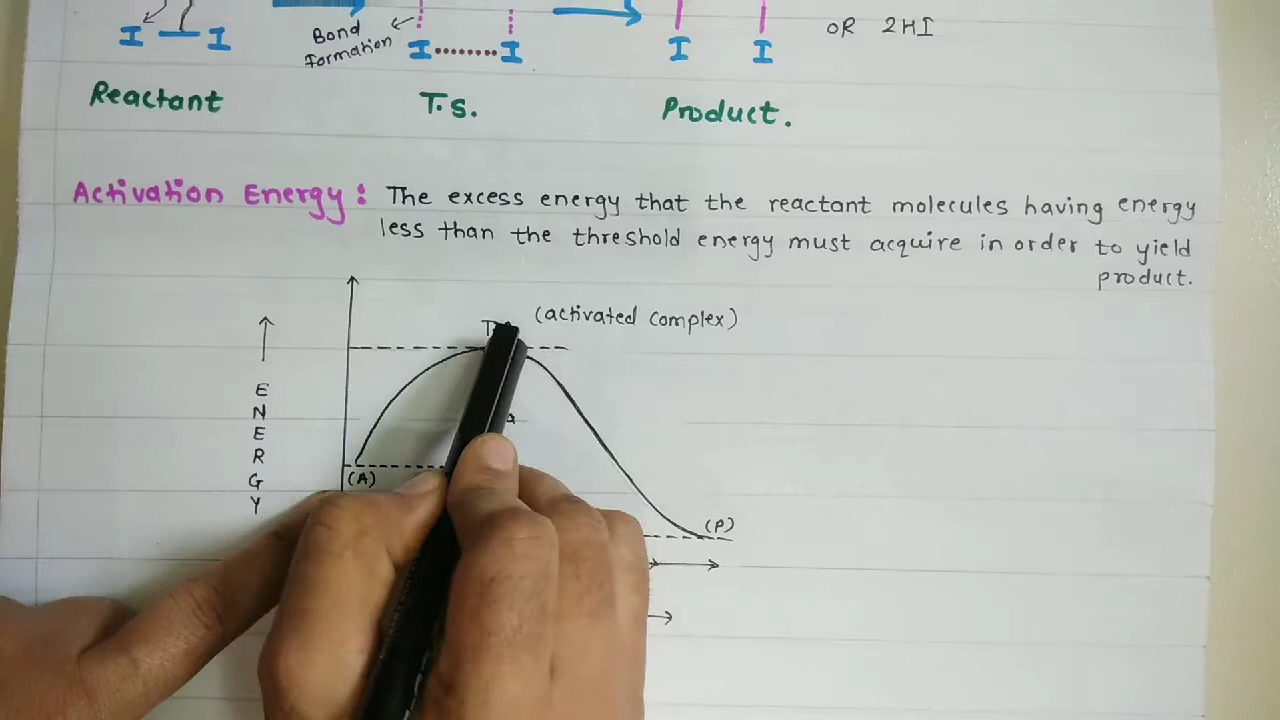 I I
Bond
Formation
I I
I I
OR 2HI
Reactant T.S. Product.
Activation Energy: The excess energy that the reactant molecules having energy
less than the threshold energy must acquire in order to yield
product.
(activated complex)
ENERGY
(A)
(P)